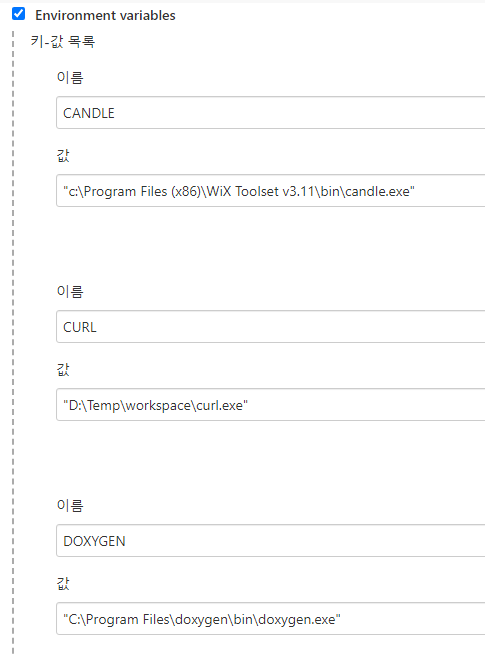 Environment variables
키-값 목록
이름
CANDLE
값
"c:\Program Files (x86)\WiX Toolset v3.11\bin\candle.exe"
이름
CURL
값
"D:\Temp\workspace\curl.exe"
이름
DOXYGEN
값
"C:\Program Files\doxygen\bin\doxygen.exe"